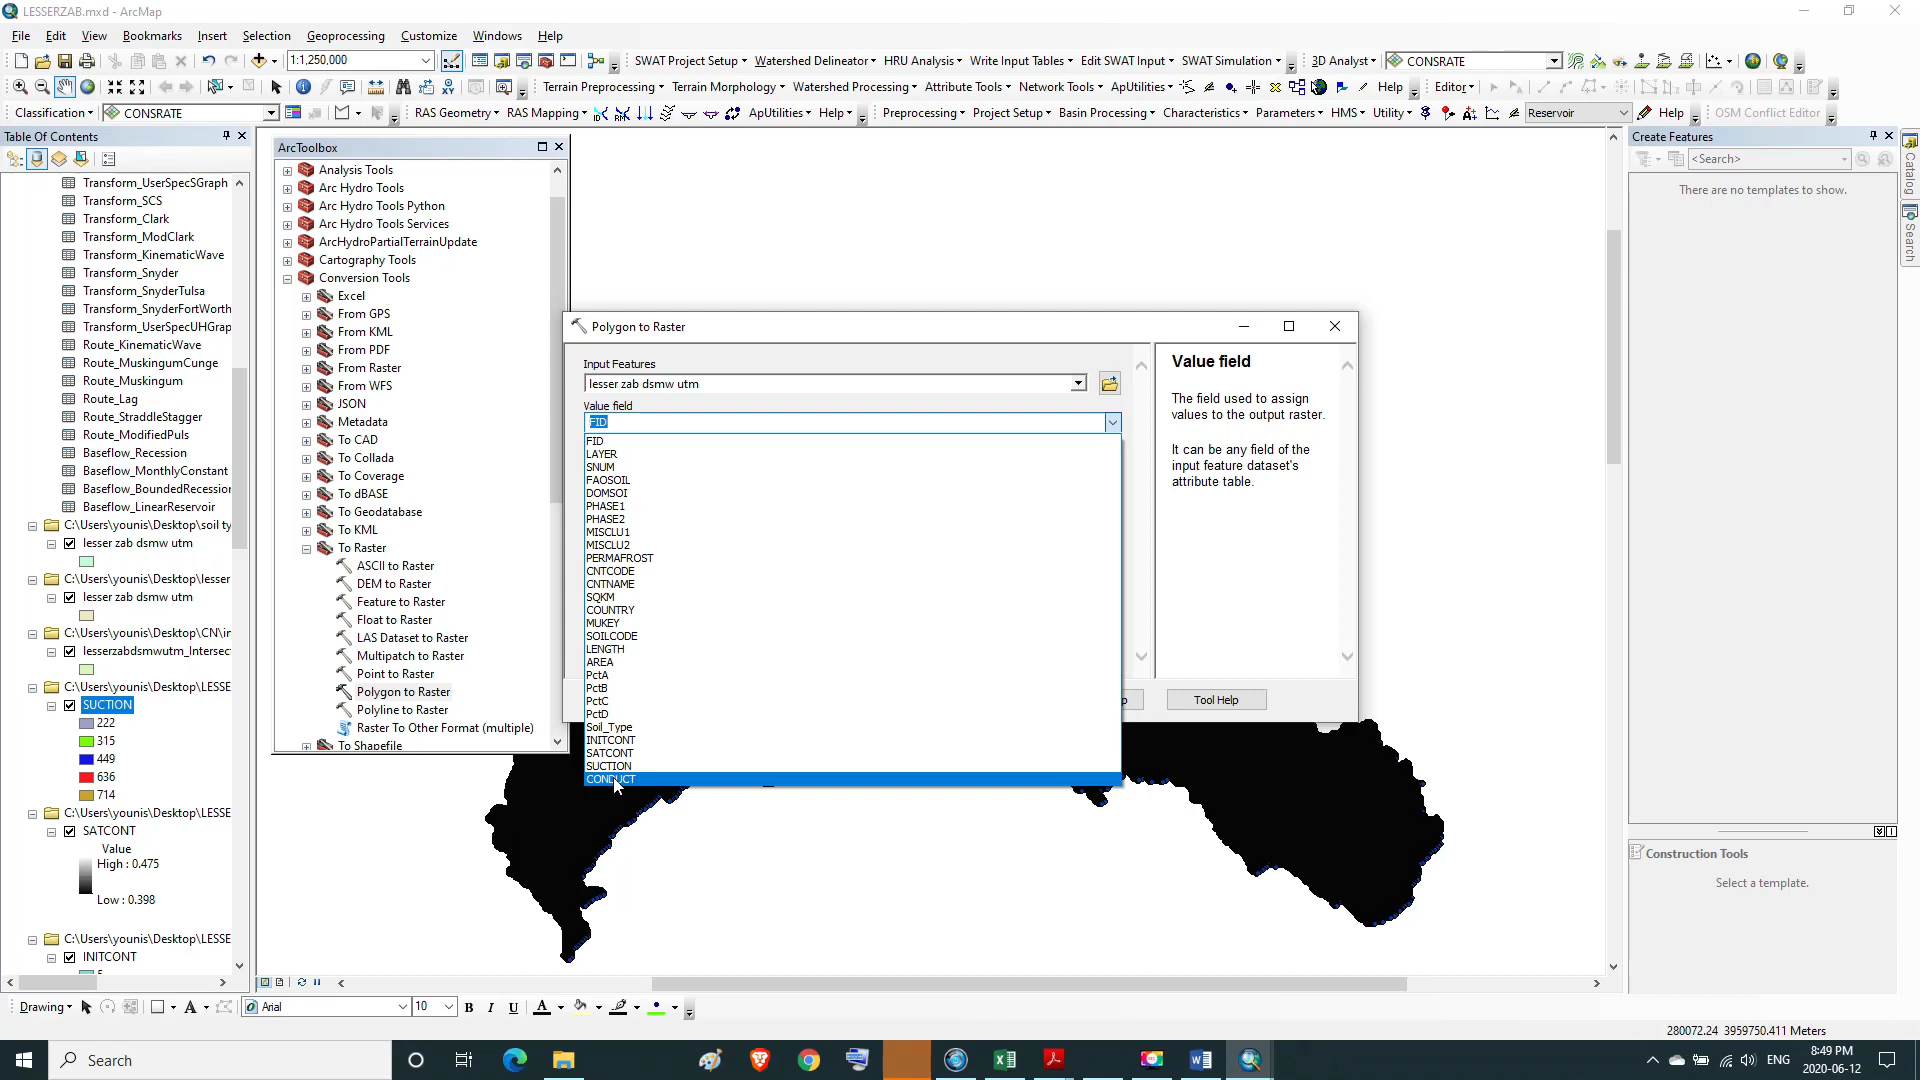 LESSERZAB.mxd - ArcMap
File Edit View Bookmarks Insert Selection Geoprocessing Customize Windows Help
1:1,250,000
SWAT Project Setup Watershed Delineator HRU Analysis Write Input Tables Edit SWAT Input SWAT Simulation
3D Analyst CONSRATE
Terrain Preprocessing Terrain Morphology Watershed Processing Attribute Tools Network Tools ApUtilities Help Editor
Classification CONSRATE
RAS Geometry RAS Mapping RM ApUtilities Help
Preprocessing Project Setup Basin Processing Characteristics Parameters HMS Utility Reservoir Help OSM Conflict Editor
Table Of Contents
Transform_UserSpecSGraph
Transform_SCS
Transform_Clark
Transform_ModClark
Transform_KinematicWave
Transform_Snyder
Transform_SnyderTulsa
Transform_SnyderFortWorth
Transform_UserSpecUHGrap
Route_KinematicWave
Route_MuskingumCunge
Route_Muskingum
Route_Lag
Route_StraddleStagger
Route_ModifiedPuls
Baseflow_Recession
Baseflow_MonthlyConstant
Baseflow_BoundedRecession
Baseflow_LinearReservoir
C:\Users\younis\Desktop\soil ty
lesser zab dsmw utm
C:\Users\younis\Desktop\lesser
lesser zab dsmw utm
C:\Users\younis\Desktop\CN\in
lesserzabdsmwutm_Intersec
C:\Users\younis\Desktop\LESSE
SUCTION
222
315
449
636
714
C:\Users\younis\Desktop\LESSE
SATCONT
Value
High : 0.475
Low : 0.398
C:\Users\younis\Desktop\LESSE
INITCONT
ArcToolbox
Analysis Tools
Arc Hydro Tools
Arc Hydro Tools Python
Arc Hydro Tools Services
ArcHydroPartialTerrainUpdate
Cartography Tools
Conversion Tools
Excel
From GPS
From KML
From PDF
From Raster
From WFS
JSON
Metadata
To CAD
To Collada
To Coverage
To dBASE
To Geodatabase
To KML
To Raster
ASCII to Raster
DEM to Raster
Feature to Raster
Float to Raster
LAS Dataset to Raster
Multipatch to Raster
Point to Raster
Polygon to Raster
Polyline to Raster
Raster To Other Format (multiple)
To Shapefile
Polygon to Raster
Input Features
lesser zab dsmw utm
Value field
FID
FID
LAYER
SNUM
FAOSOIL
DOMSOI
PHASE1
PHASE2
MISCLU1
MISCLU2
PERMAFROST
CNTCODE
CNTNAME
SQKM
COUNTRY
MUKEY
SOILCODE
LENGTH
AREA
PctA
PctB
PctC
PctD
Soil_Type
INITCONT
SATCONT
SUCTION
CONDUCT
Value field
The field used to assign
values to the output raster.
It can be any field of the
input feature dataset's
attribute table.
Tool Help
Create Features
<Search>
There are no templates to show.
Construction Tools
Select a template.
Catalog
Search
Drawing Arial 10 B I U A
280072.24 3959750.411 Meters
Search
ENG
8:49 PM
2020-06-12